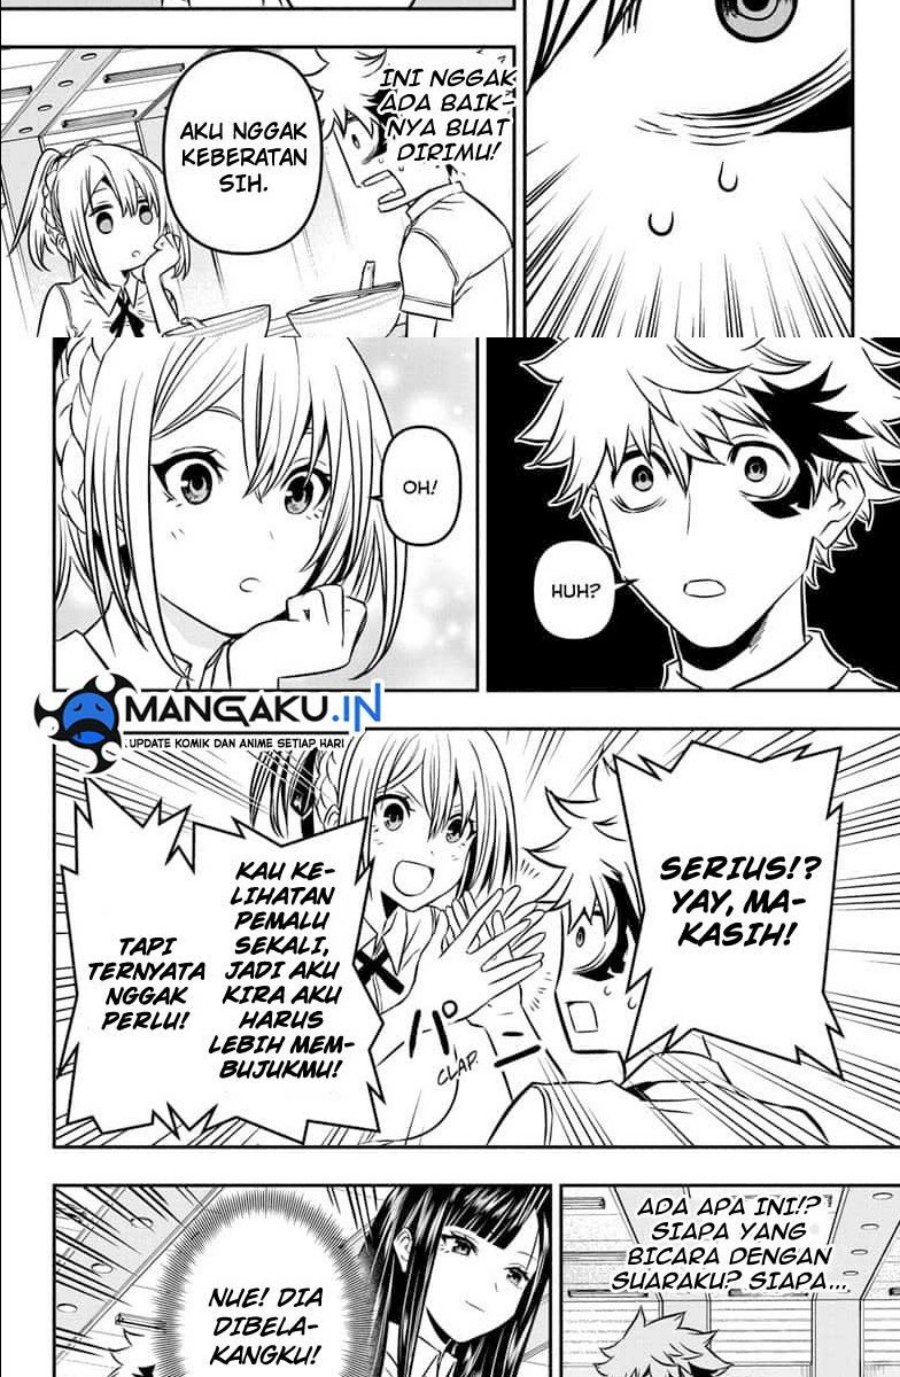 INI NGGAK
ADA BAIK-
NYA BUAT
DIRIMU!
AKU NGGAK
KEBERATAN
SIH.
HUH?
OH!
MANGAKU.IN
UPDATE KOMIK DAN ANIME SETIAP HARI
SERIUS!?
YAY, MA-
KASIH!
KAU KE-
LIHATAN
PEMALU
SEKALI,
JADI AKU
KIRA AKU
HARUS
LEBIH MEM-
BUJUKMU!
TAPI
TERNYATA
NGGAK
PERLU!
パン
CLAP
ADA APA INI!?
SIAPA YANG
BICARA DENGAN
SUARAKU? SIAPA...
NUE! DIA
DIBELA-
KANGKU!